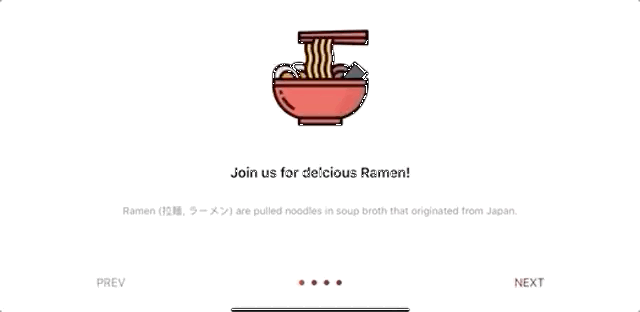 Join us for delcious Ramen!
Ramen (拉麺, ラーメン) are pulled noodles in soup broth that originated from Japan.
PREV
NEXT